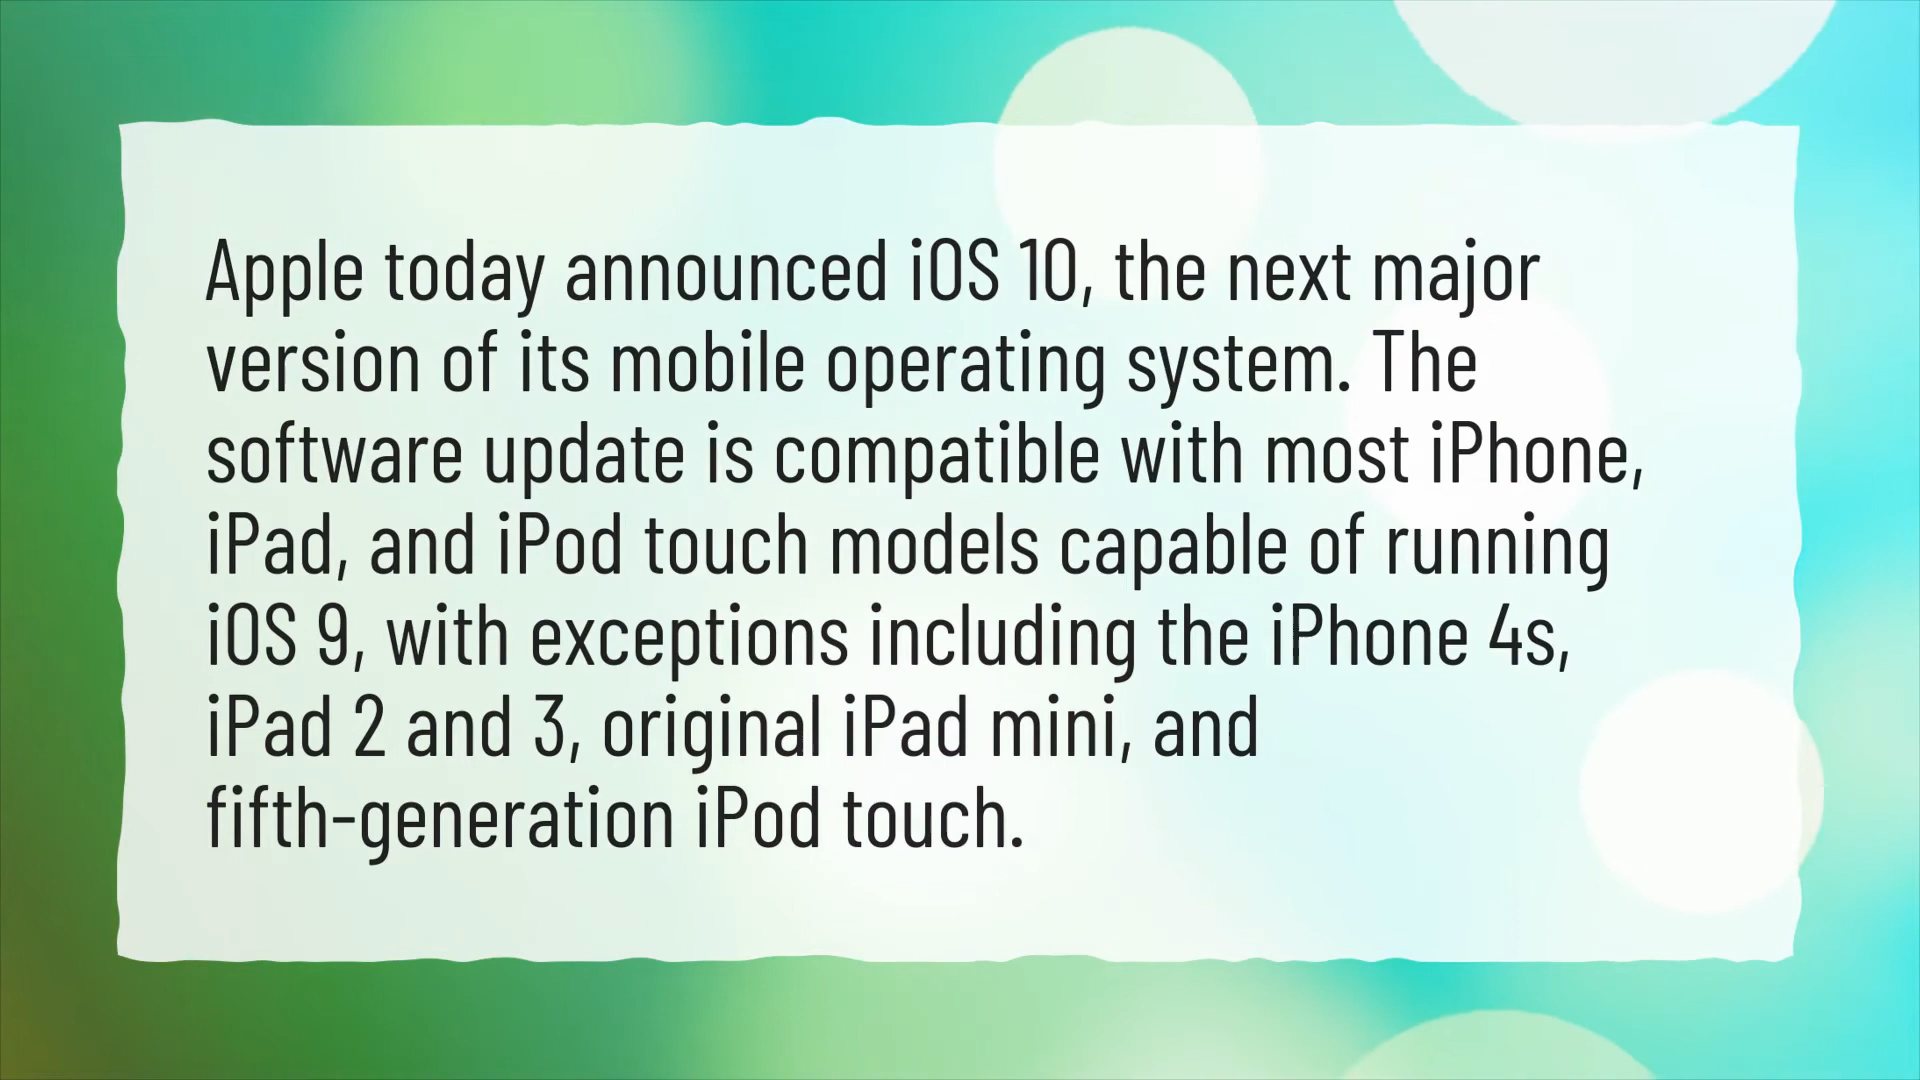 Apple today announced iOS 10, the next major
version of its mobile operating system. The
software update is compatible with most iPhone,
iPad, and iPod touch models capable of running
iOS 9, with exceptions including the iPhone 4s,
iPad 2 and 3, original iPad mini, and
fifth-generation iPod touch.